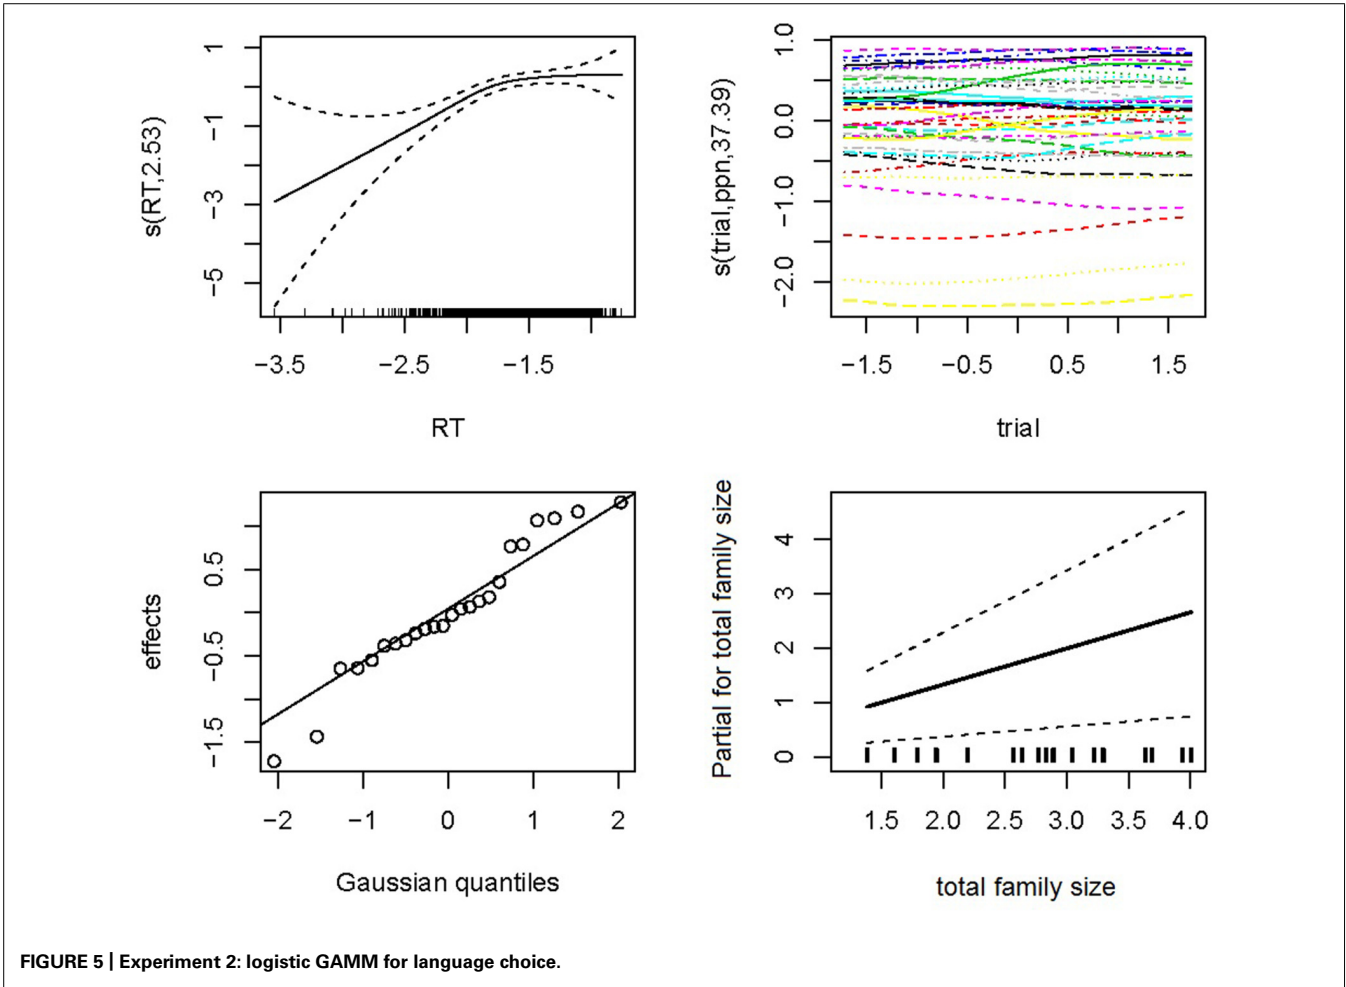 s(RT,2.53)
1
−1
−3
−5
−3.5 −2.5 −1.5
RT
s(trial,ppn,37.39)
1.0
0.0
−1.0
−2.0
−1.5 −0.5 0.5 1.5
trial
effects
0.5
−0.5
−1.5
−2 −1 0 1 2
Gaussian quantiles
Partial for total family size
4
3
2
1
0
1.5 2.0 2.5 3.0 3.5 4.0
total family size
FIGURE 5 | Experiment 2: logistic GAMM for language choice.